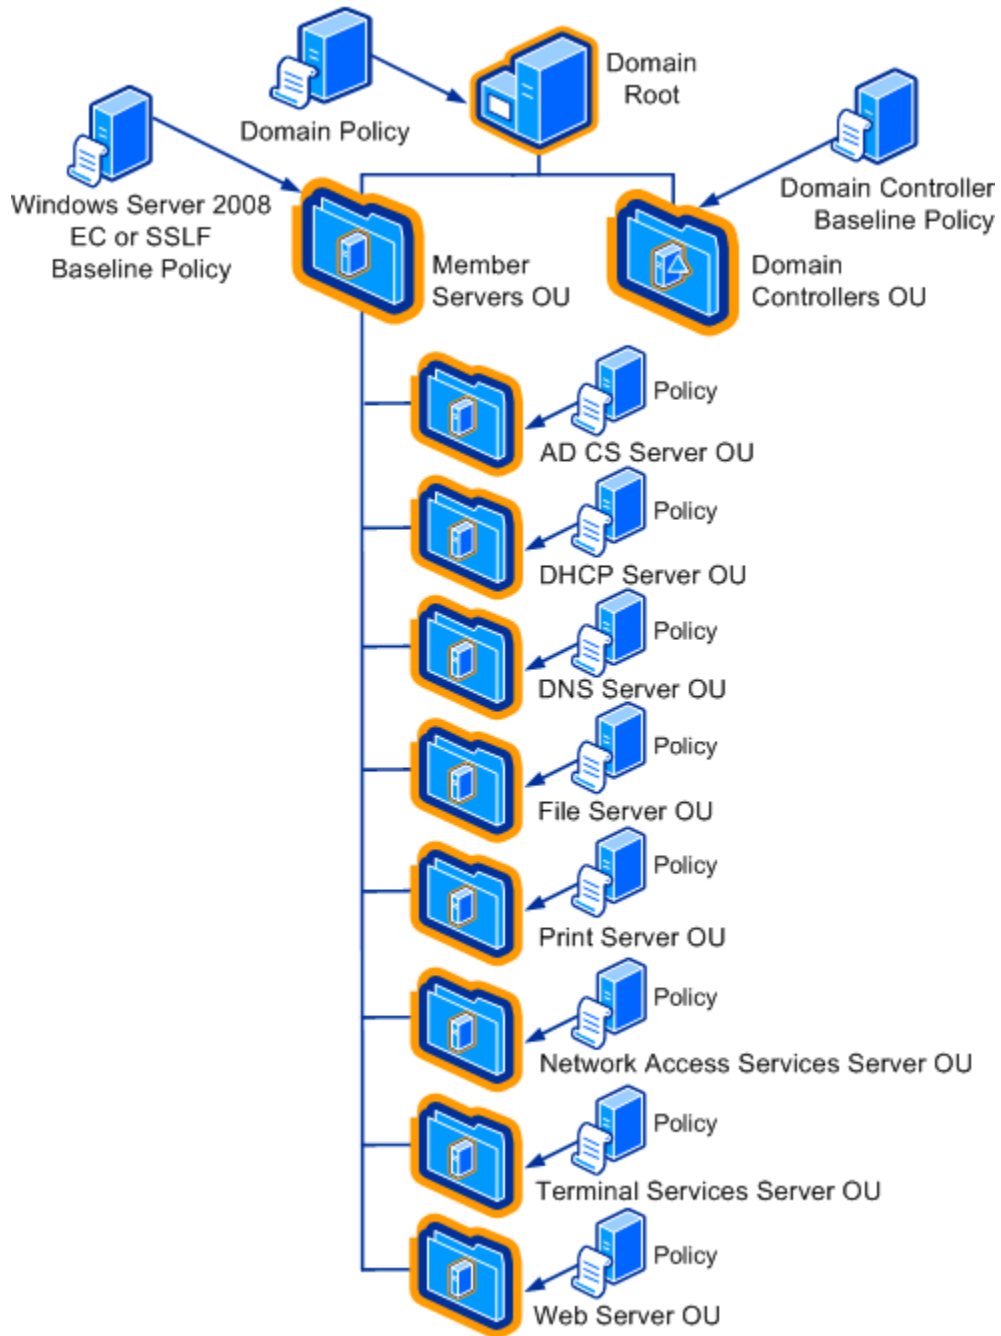 Domain
Root
Domain Policy
Windows Server 2008
EC or SSLF
Baseline Policy
Domain Controller
Baseline Policy
Member
Servers OU
Domain
Controllers OU
Policy
AD CS Server OU
Policy
DHCP Server OU
Policy
DNS Server OU
Policy
File Server OU
Policy
Print Server OU
Policy
Network Access Services Server OU
Policy
Terminal Services Server OU
Policy
Web Server OU